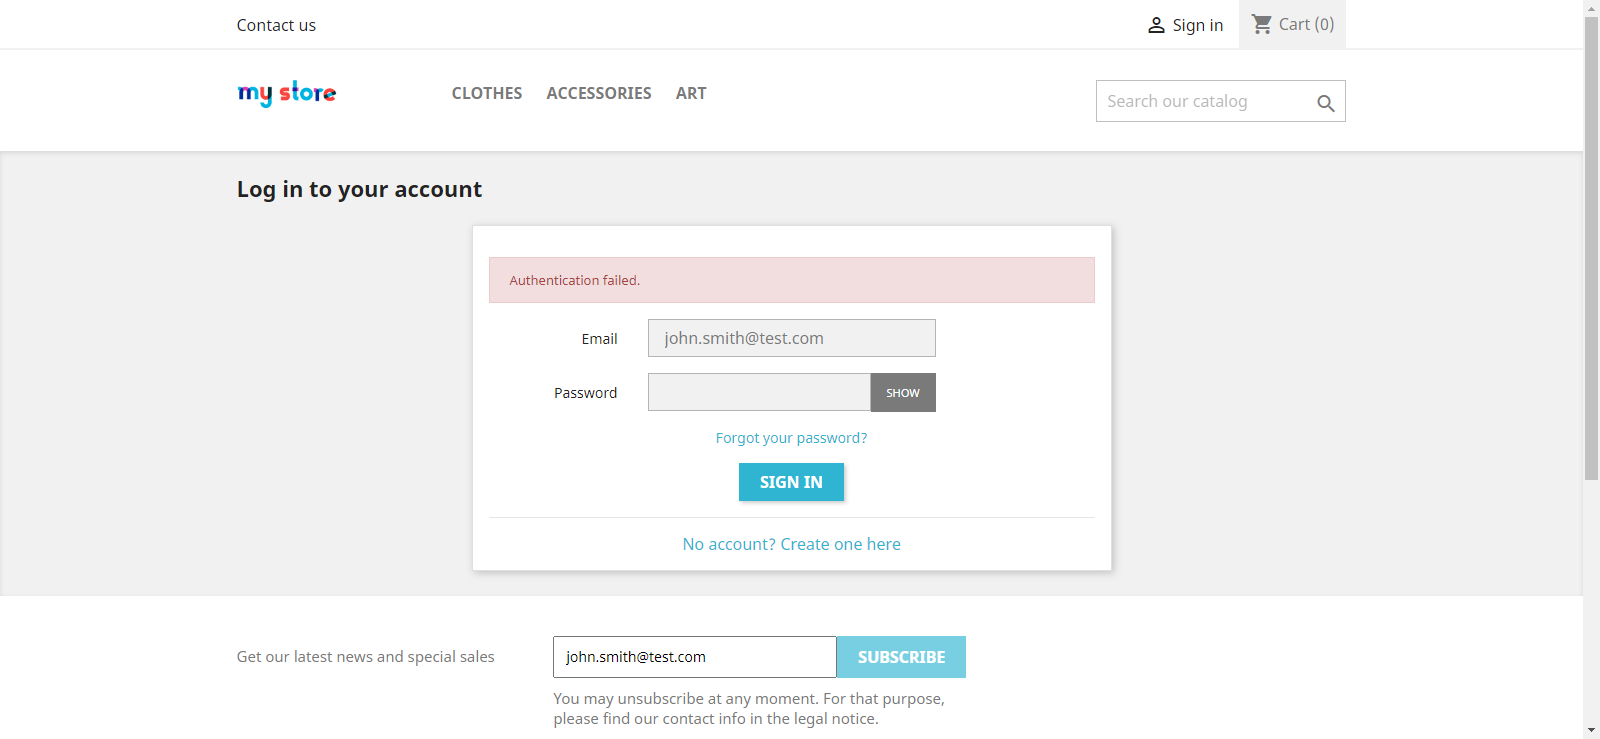 Contact us
Sign in
Cart (0)
my store
CLOTHES
ACCESSORIES
ART
Search our catalog
Log in to your account
Authentication failed.
Email
john.smith@test.com
Password
SHOW
Forgot your password?
SIGN IN
No account? Create one here
Get our latest news and special sales
john.smith@test.com
SUBSCRIBE
You may unsubscribe at any moment. For that purpose,
please find our contact info in the legal notice.